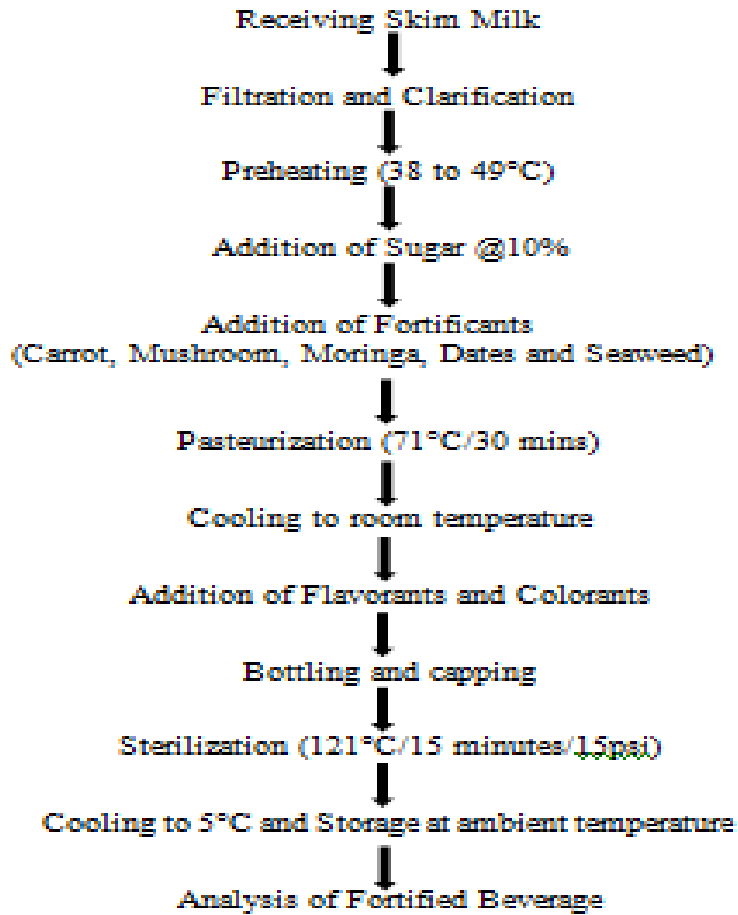 Receiving Skim Milk
Filtration and Clarification
Preheating (38 to 49°C)
Addition of Sugar @10%
Addition of Fortificants
(Carrot, Mushroom, Moringa, Dates and Seaweed)
Pasteurization (71°C/30 mins)
Cooling to room temperature
Addition of Flavorants and Colorants
Bottling and capping
Sterilization (121°C/15 minutes/15psi)
Cooling to 5°C and Storage at ambient temperature
Analysis of Fortified Beverage